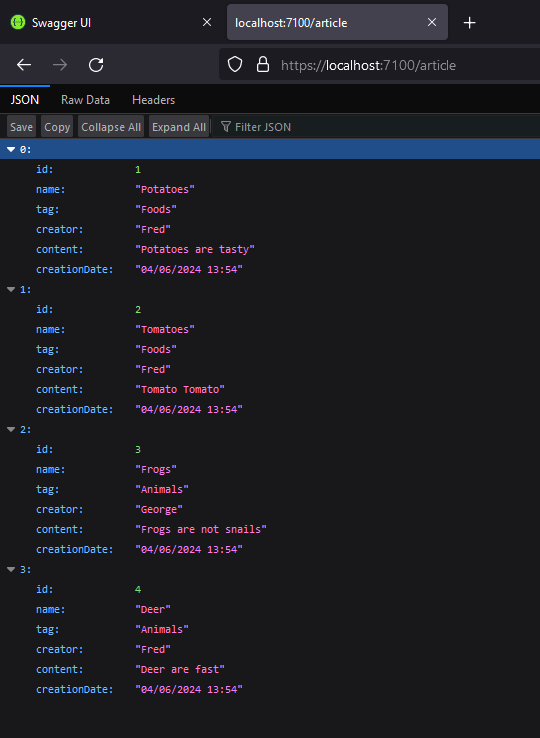 Swagger UI
localhost:7100/article
https://localhost:7100/article
JSON Raw Data Headers
Save Copy Collapse All Expand All Filter JSON
0:
id: 1
name: "Potatoes"
tag: "Foods"
creator: "Fred"
content: "Potatoes are tasty"
creationDate: "04/06/2024 13:54"
1:
id: 2
name: "Tomatoes"
tag: "Foods"
creator: "Fred"
content: "Tomato Tomato"
creationDate: "04/06/2024 13:54"
2:
id: 3
name: "Frogs"
tag: "Animals"
creator: "George"
content: "Frogs are not snails"
creationDate: "04/06/2024 13:54"
3:
id: 4
name: "Deer"
tag: "Animals"
creator: "Fred"
content: "Deer are fast"
creationDate: "04/06/2024 13:54"